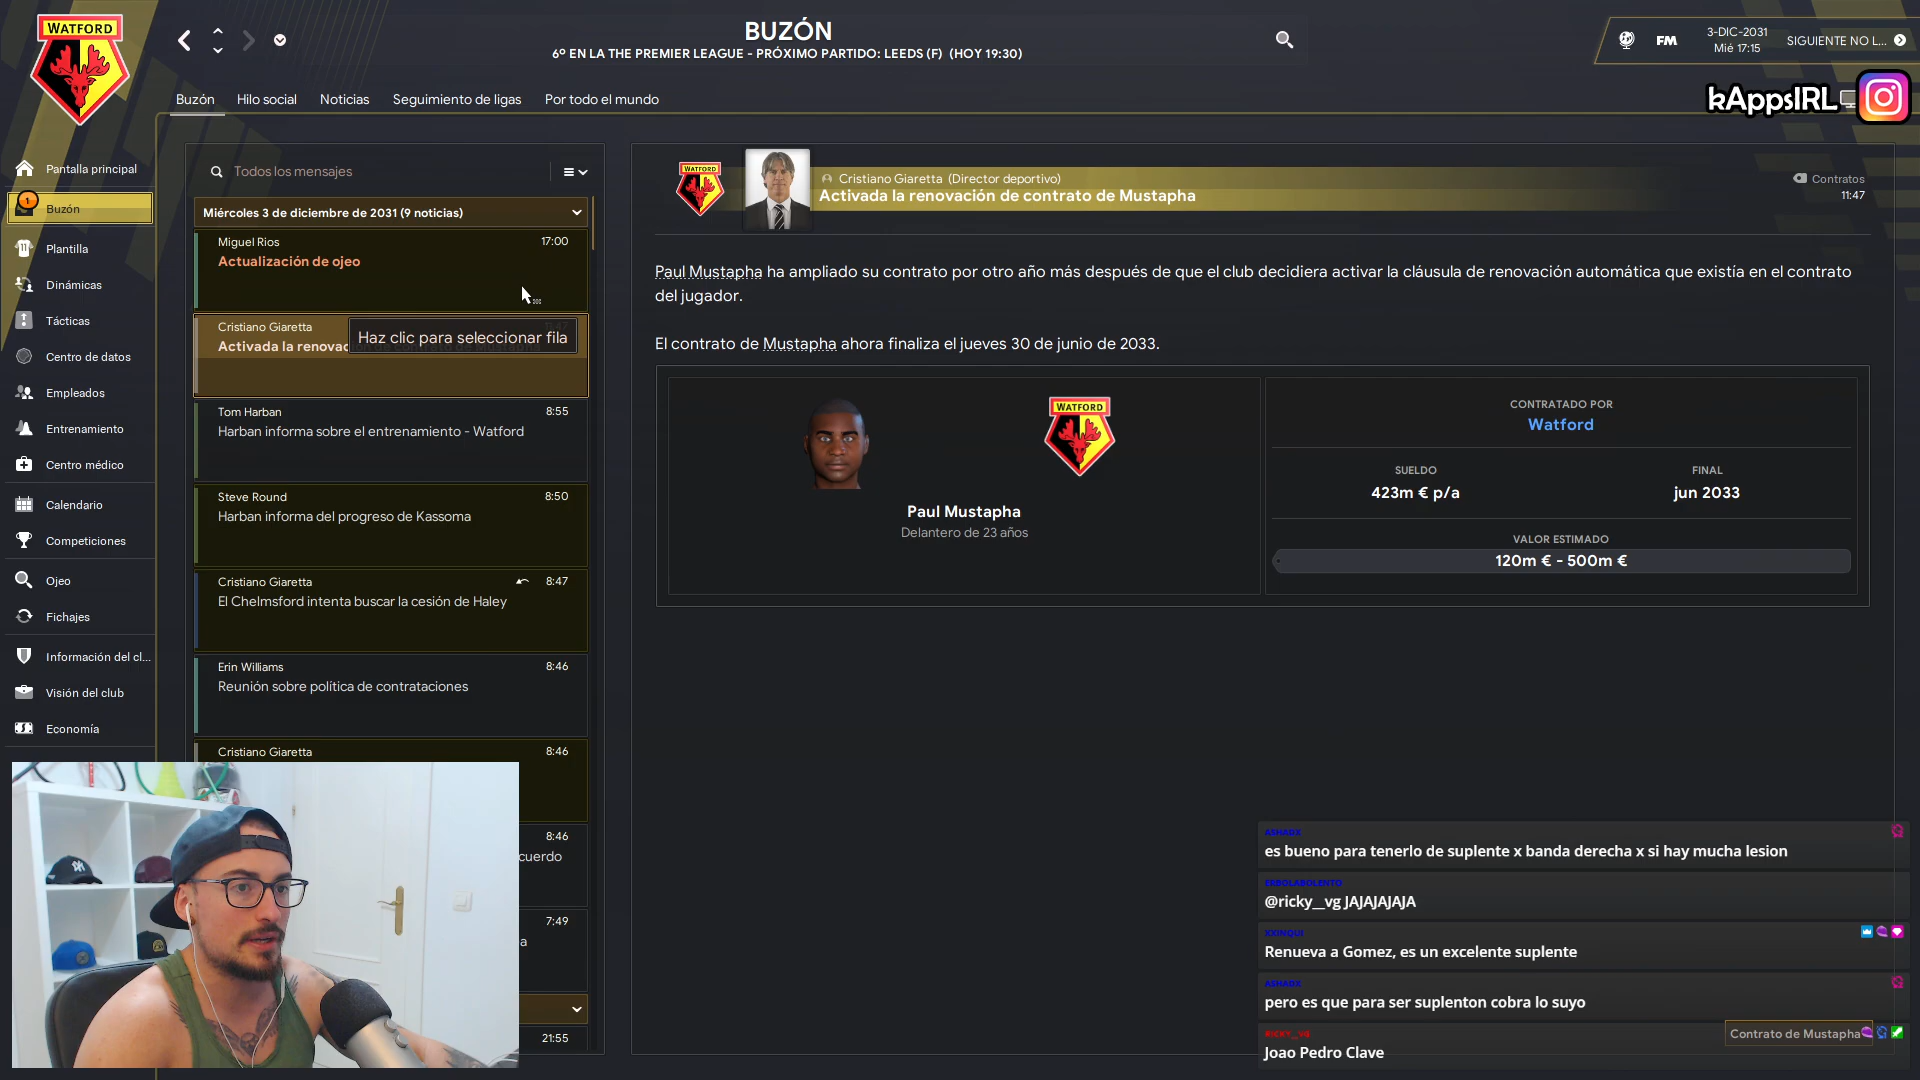 WATFORD
BUZÓN
6º EN LA THE PREMIER LEAGUE - PRÓXIMO PARTIDO: LEEDS (F) (HOY 19:30)
FM
3-DIC-2031
Mié 17:15
SIGUIENTE NO L...
kAppsIRL
Buzón
Hilo social
Noticias
Seguimiento de ligas
Por todo el mundo
Pantalla principal
1
Buzón
Plantilla
Dinámicas
Tácticas
Centro de datos
Empleados
Entrenamiento
Centro médico
Calendario
Competiciones
Ojeo
Fichajes
Información del cl...
Visión del club
Economía
Todos los mensajes
Miércoles 3 de diciembre de 2031 (9 noticias)
Miguel Rios
17:00
Actualización de ojeo
Cristiano Giaretta
Activada la renovac
Haz clic para seleccionar fila
Tom Harban
8:55
Harban informa sobre el entrenamiento - Watford
Steve Round
8:50
Harban informa del progreso de Kassoma
Cristiano Giaretta
8:47
El Chelmsford intenta buscar la cesión de Haley
Erin Williams
8:46
Reunión sobre política de contrataciones
Cristiano Giaretta
8:46
8:46
cuerdo
7:49
a
21:55
WATFORD
Cristiano Giaretta (Director deportivo)
Activada la renovación de contrato de Mustapha
Contratos
11:47
Paul Mustapha ha ampliado su contrato por otro año más después de que el club decidiera activar la cláusula de renovación automática que existía en el contrato
del jugador.
El contrato de Mustapha ahora finaliza el jueves 30 de junio de 2033.
WATFORD
Paul Mustapha
Delantero de 23 años
CONTRATADO POR
Watford
SUELDO
423m € p/a
FINAL
jun 2033
VALOR ESTIMADO
120m € - 500m €
ASHAUX
es bueno para tenerlo de suplente x banda derecha x si hay mucha lesion
ERBOLABOLENTO
@ricky__vg JAJAJAJAJA
XXINQUI
Renueva a Gomez, es un excelente suplente
ASHAUX
pero es que para ser suplenton cobra lo suyo
RICKY__VG
Joao Pedro Clave
Contrato de Mustapha